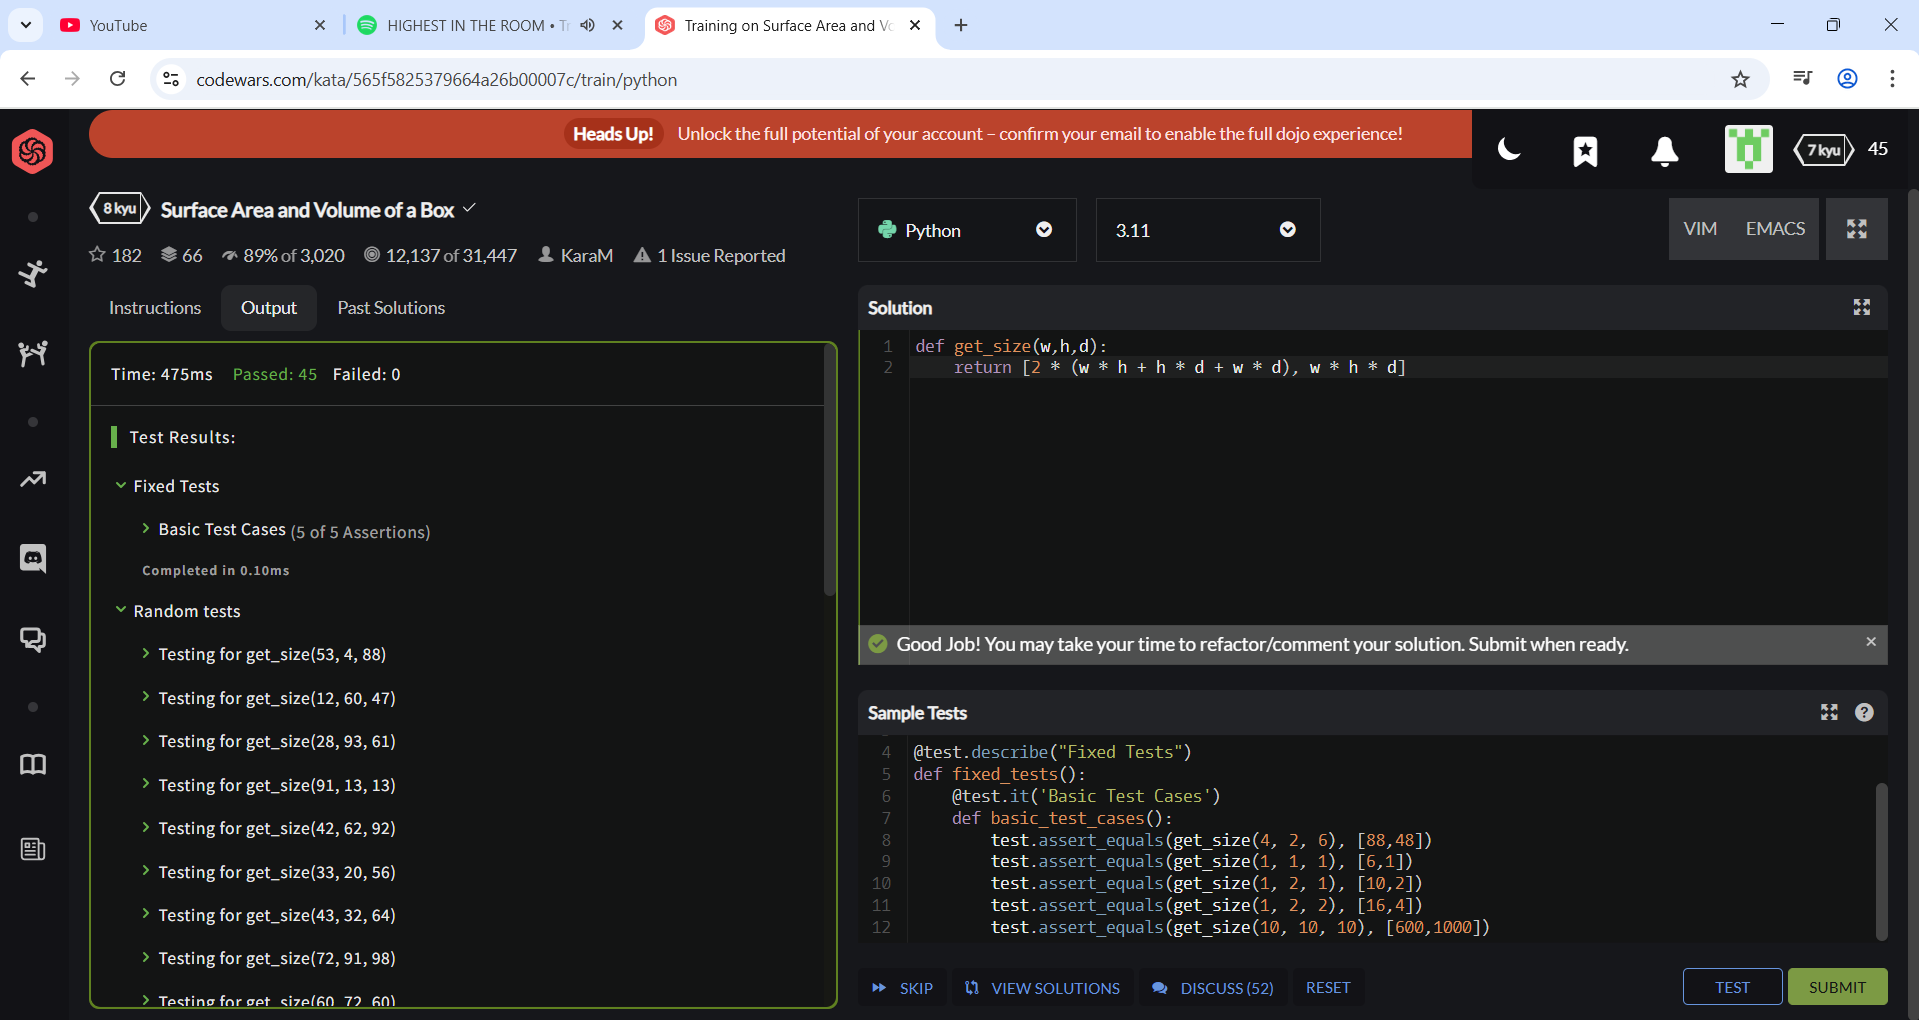 YouTube
HIGHEST IN THE ROOM • Tr
Training on Surface Area and Vo
codewars.com/kata/565f5825379664a26b00007c/train/python
Heads Up! Unlock the full potential of your account – confirm your email to enable the full dojo experience!
7 kyu 45
8 kyu Surface Area and Volume of a Box
182 66 89% of 3,020 12,137 of 31,447 KaraM 1 Issue Reported
Python 3.11
VIM EMACS
Instructions Output Past Solutions
Time: 475ms Passed: 45 Failed: 0
Test Results:
Fixed Tests
Basic Test Cases (5 of 5 Assertions)
Completed in 0.10ms
Random tests
Testing for get_size(53, 4, 88)
Testing for get_size(12, 60, 47)
Testing for get_size(28, 93, 61)
Testing for get_size(91, 13, 13)
Testing for get_size(42, 62, 92)
Testing for get_size(33, 20, 56)
Testing for get_size(43, 32, 64)
Testing for get_size(72, 91, 98)
Testing for get_size(60, 72, 60)
Solution
1 def get_size(w,h,d):
2 return [2 * (w * h + h * d + w * d), w * h * d]
Good Job! You may take your time to refactor/comment your solution. Submit when ready.
Sample Tests
4 @test.describe("Fixed Tests")
5 def fixed_tests():
6 @test.it('Basic Test Cases')
7 def basic_test_cases():
8 test.assert_equals(get_size(4, 2, 6), [88,48])
9 test.assert_equals(get_size(1, 1, 1), [6,1])
10 test.assert_equals(get_size(1, 2, 1), [10,2])
11 test.assert_equals(get_size(1, 2, 2), [16,4])
12 test.assert_equals(get_size(10, 10, 10), [600,1000])
SKIP VIEW SOLUTIONS DISCUSS (52) RESET
TEST SUBMIT